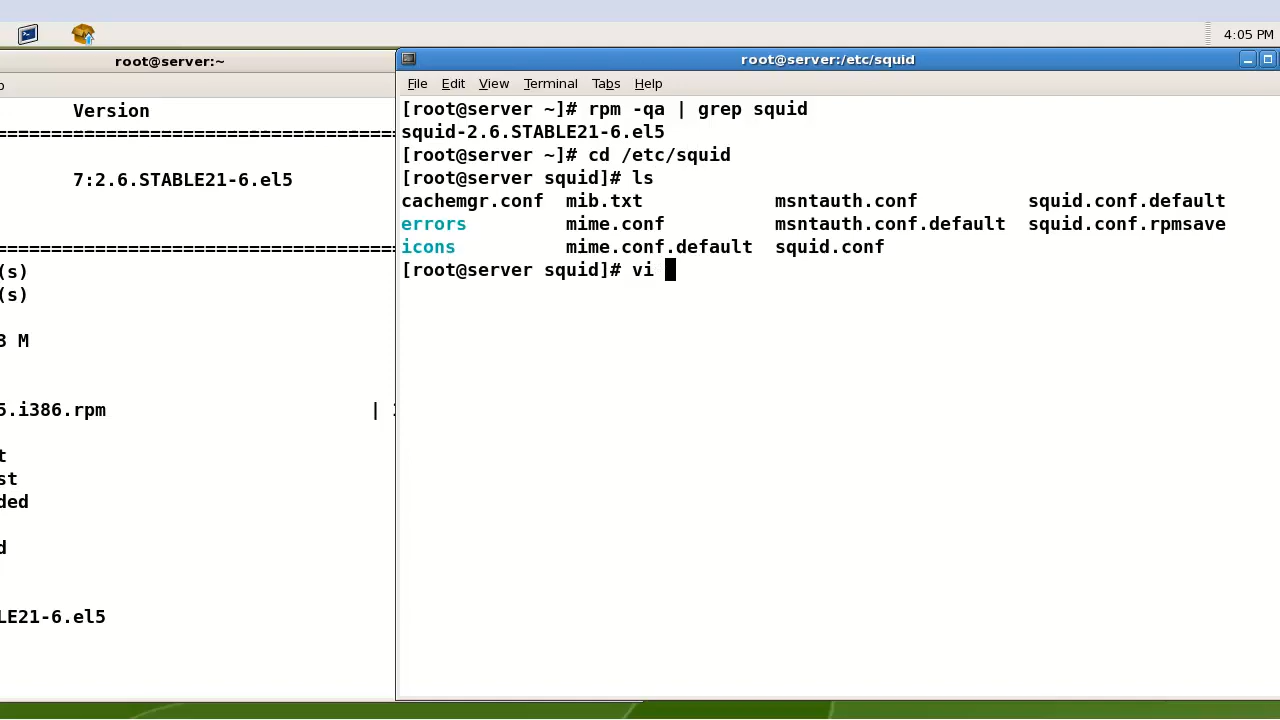 4:05 PM
root@server:~
Version
================================
7:2.6.STABLE21-6.el5
================================
(s)
(s)
M
5.i386.rpm |
t
st
ded
d
LE21-6.el5
root@server:/etc/squid
File Edit View Terminal Tabs Help
[root@server ~]# rpm -qa | grep squid
squid-2.6.STABLE21-6.el5
[root@server ~]# cd /etc/squid
[root@server squid]# ls
cachemgr.conf mib.txt msntauth.conf squid.conf.default
errors mime.conf msntauth.conf.default squid.conf.rpmsave
icons mime.conf.default squid.conf
[root@server squid]# vi